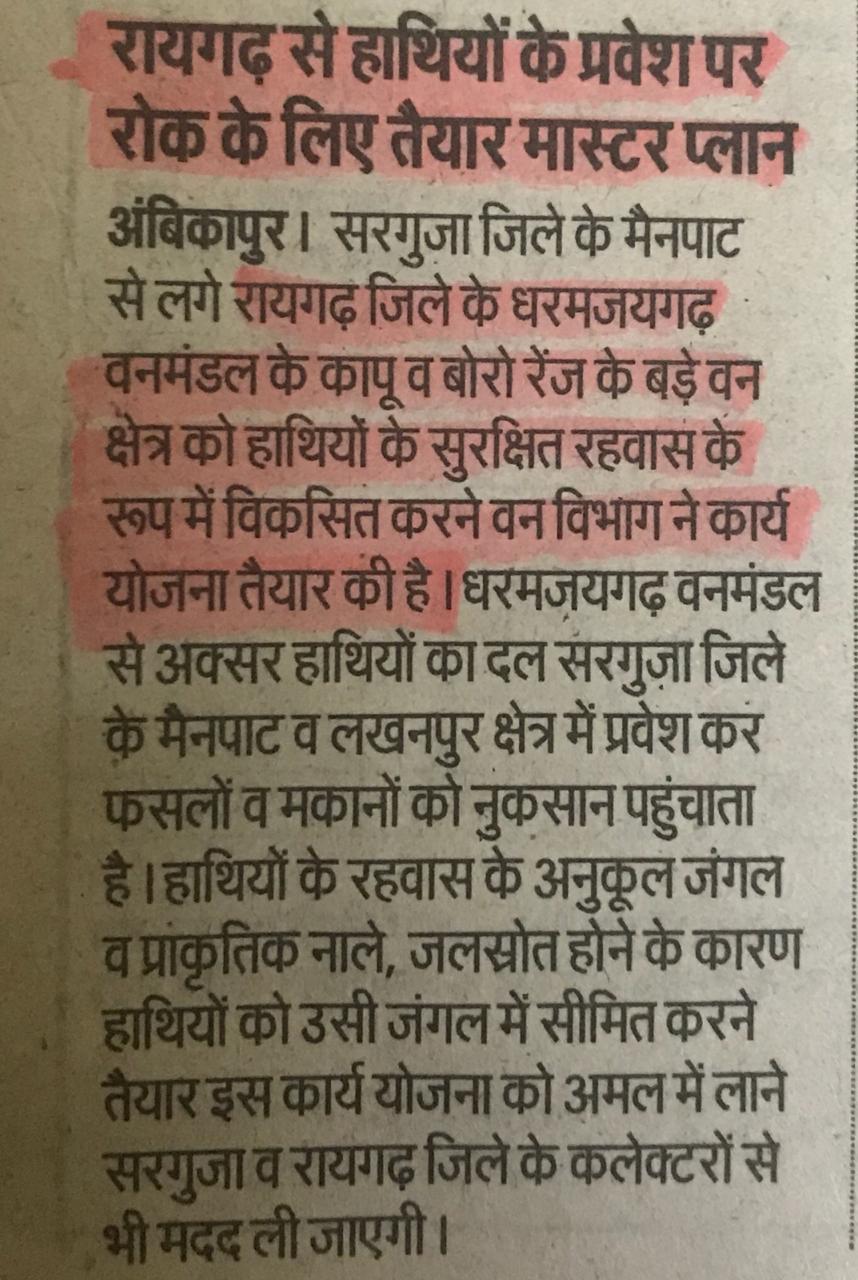 रायगढ़ से हाथियों के प्रवेश पर
रोक के लिए तैयार मास्टर प्लान
अंबिकापुर। सरगुजा जिले के मैनपाट
से लगे रायगढ़ जिले के धरमजयगढ़
वनमंडल के कापू व बोरो रेंज के बड़े वन
क्षेत्र को हाथियों के सुरक्षित रहवास के
रूप में विकसित करने वन विभाग ने कार्य
योजना तैयार की है। धरमजयगढ़ वनमंडल
से अक्सर हाथियों का दल सरगुजा जिले
के मैनपाट व लखनपुर क्षेत्र में प्रवेश कर
फसलों व मकानों को नुकसान पहुंचाता
है। हाथियों के रहवास के अनुकूल जंगल
व प्राकृतिक नाले, जलस्रोत होने के कारण
हाथियों को उसी जंगल में सीमित करने
तैयार इस कार्य योजना को अमल में लाने
सरगुजा व रायगढ़ जिले के कलेक्टरों से
भी मदद ली जाएगी।